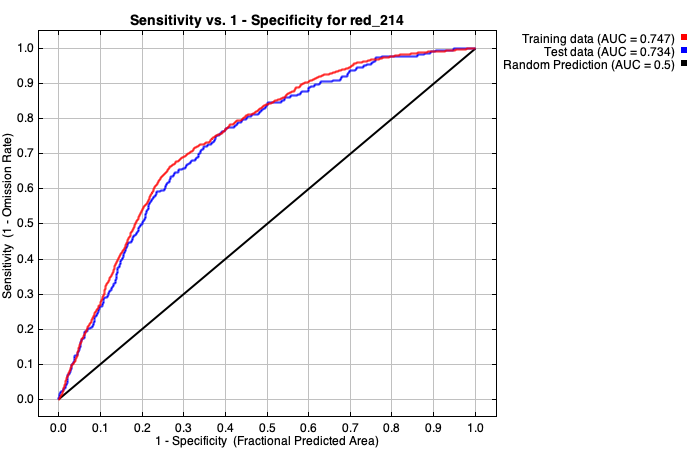 Sensitivity vs. 1 - Specificity for red_214
Training data (AUC = 0.747)
Test data (AUC = 0.734)
Random Prediction (AUC = 0.5)
Sensitivity (1 - Omission Rate)
1.0
0.9
0.8
0.7
0.6
0.5
0.4
0.3
0.2
0.1
0.0
0.0 0.1 0.2 0.3 0.4 0.5 0.6 0.7 0.8 0.9 1.0
1 - Specificity (Fractional Predicted Area)